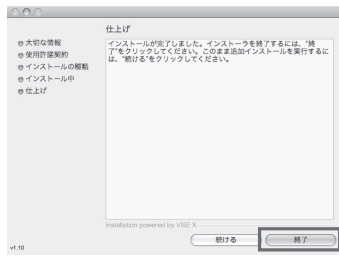 仕上げ
大切な情報
使用許諾契約
インストールの種類
インストール中
仕上げ
インストールが完了しました。インストーラを終了するには、"終
了"をクリックしてください。このまま追加インストールを実行するに
は、"続ける"をクリックしてください。
Installation powered by VISE X
続ける
終了
v1.10